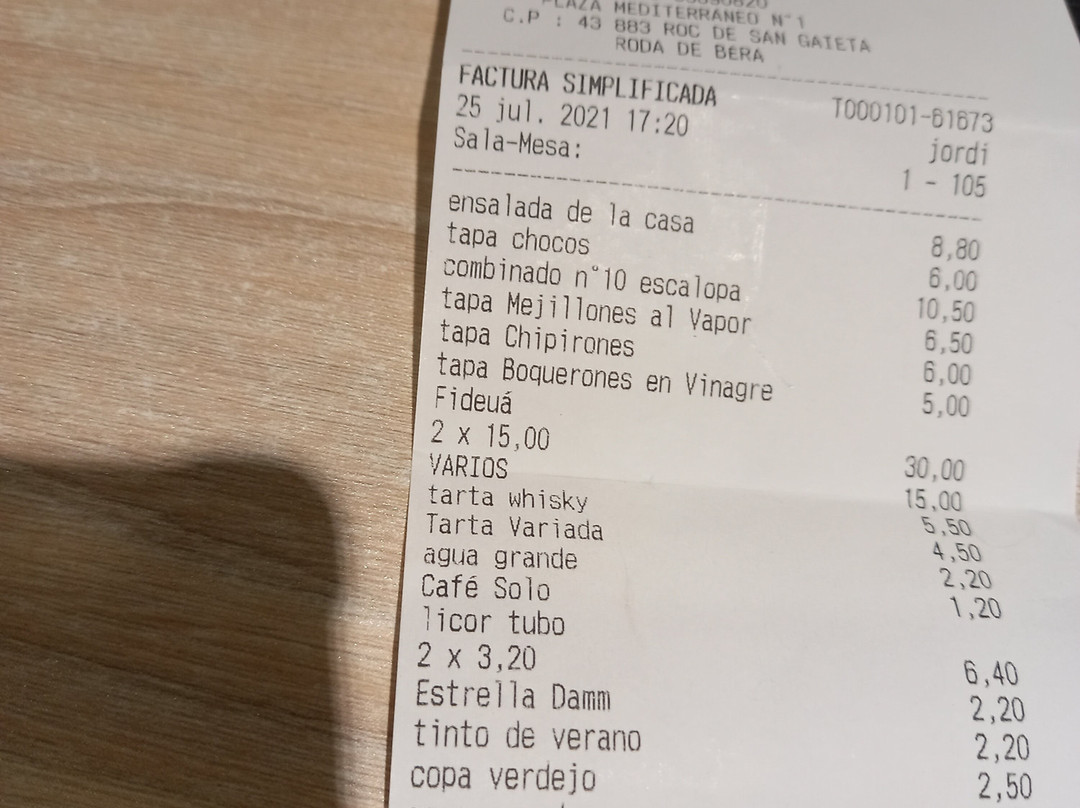 PLAZA MEDITERRANEO N°1
C.P : 43 883 ROC DE SAN GAIETA
RODA DE BERA
FACTURA SIMPLIFICADA T000101-61673
25 jul. 2021 17:20 jordi
Sala-Mesa: 1 - 105
ensalada de la casa 8,80
tapa chocos 6,00
combinado n°10 escalopa 10,50
tapa Mejillones al Vapor 6,50
tapa Chipirones 6,00
tapa Boquerones en Vinagre 5,00
Fideuá
2 x 15,00 30,00
VARIOS 15,00
tarta whisky 5,50
Tarta Variada 4,50
agua grande 2,20
Café Solo 1,20
licor tubo
2 x 3,20 6,40
Estrella Damm 2,20
tinto de verano 2,20
copa verdejo 2,50